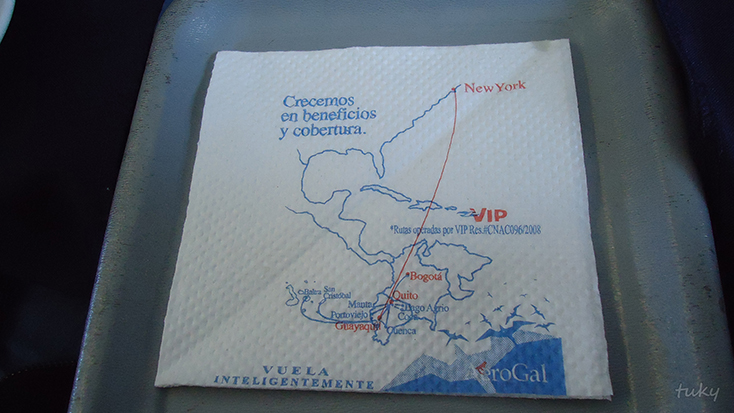 New York
Crecemos
en beneficios
y cobertura.
VIP
*Rutas operadas por VIP Res.#CNAC096/2008
Bogotá
Quito
San
Cristóbal
Manta
Lago Agrio
Portoviejo
Coca
Guayaquil
Cuenca
VUELA
INTELIGENTEMENTE
AeroGal
tuky